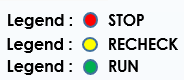 Legend : STOP
Legend : RECHECK
Legend : RUN